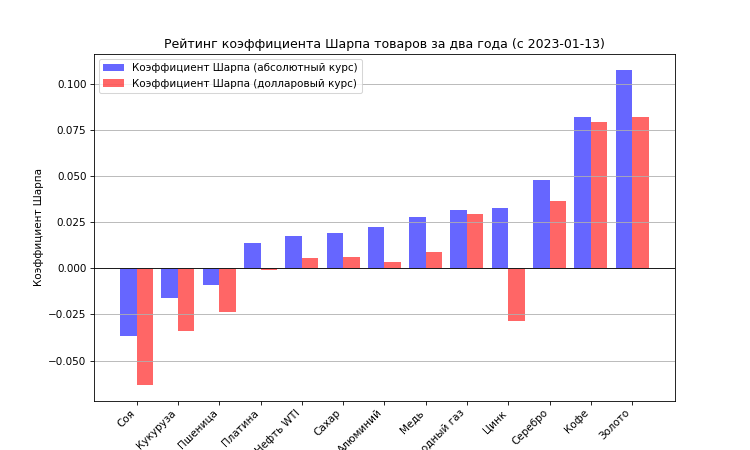 Рейтинг коэффициента Шарпа товаров за два года (с 2023-01-13)
Коэффициент Шарпа (абсолютный курс)
Коэффициент Шарпа (долларовый курс)
Коэффициент Шарпа
0.100
0.075
0.050
0.025
0.000
−0.025
−0.050
Соя
Кукуруза
Пшеница
Платина
Нефть WTI
Сахар
Алюминий
Медь
газ
Цинк
Серебро
Кофе
Золото